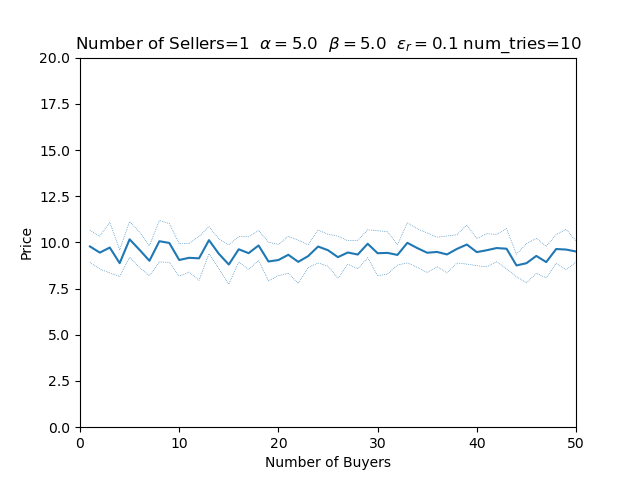 Number of Sellers=1 α = 5.0 β = 5.0 εr = 0.1 num_tries=10
20.0
17.5
15.0
12.5
10.0
7.5
5.0
2.5
0.0
Price
0 10 20 30 40 50
Number of Buyers